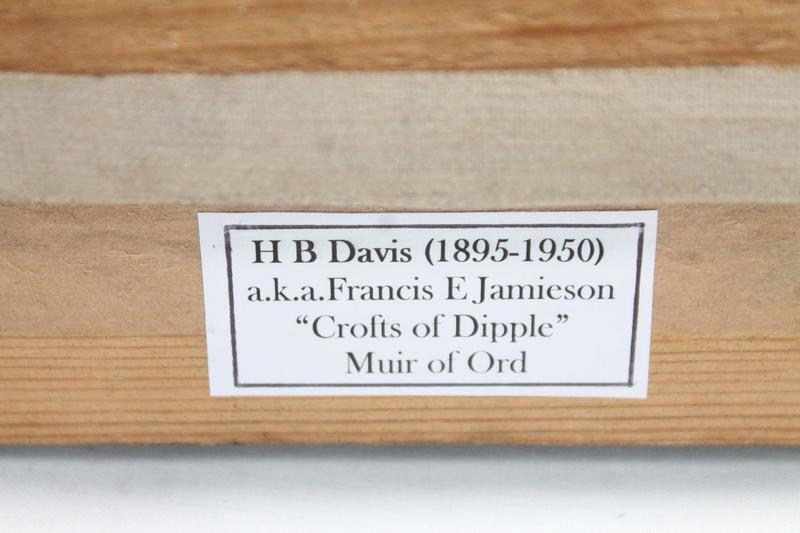 H B Davis (1895-1950)
a.k.a.Francis E Jamieson
“Crofts of Dipple”
Muir of Ord